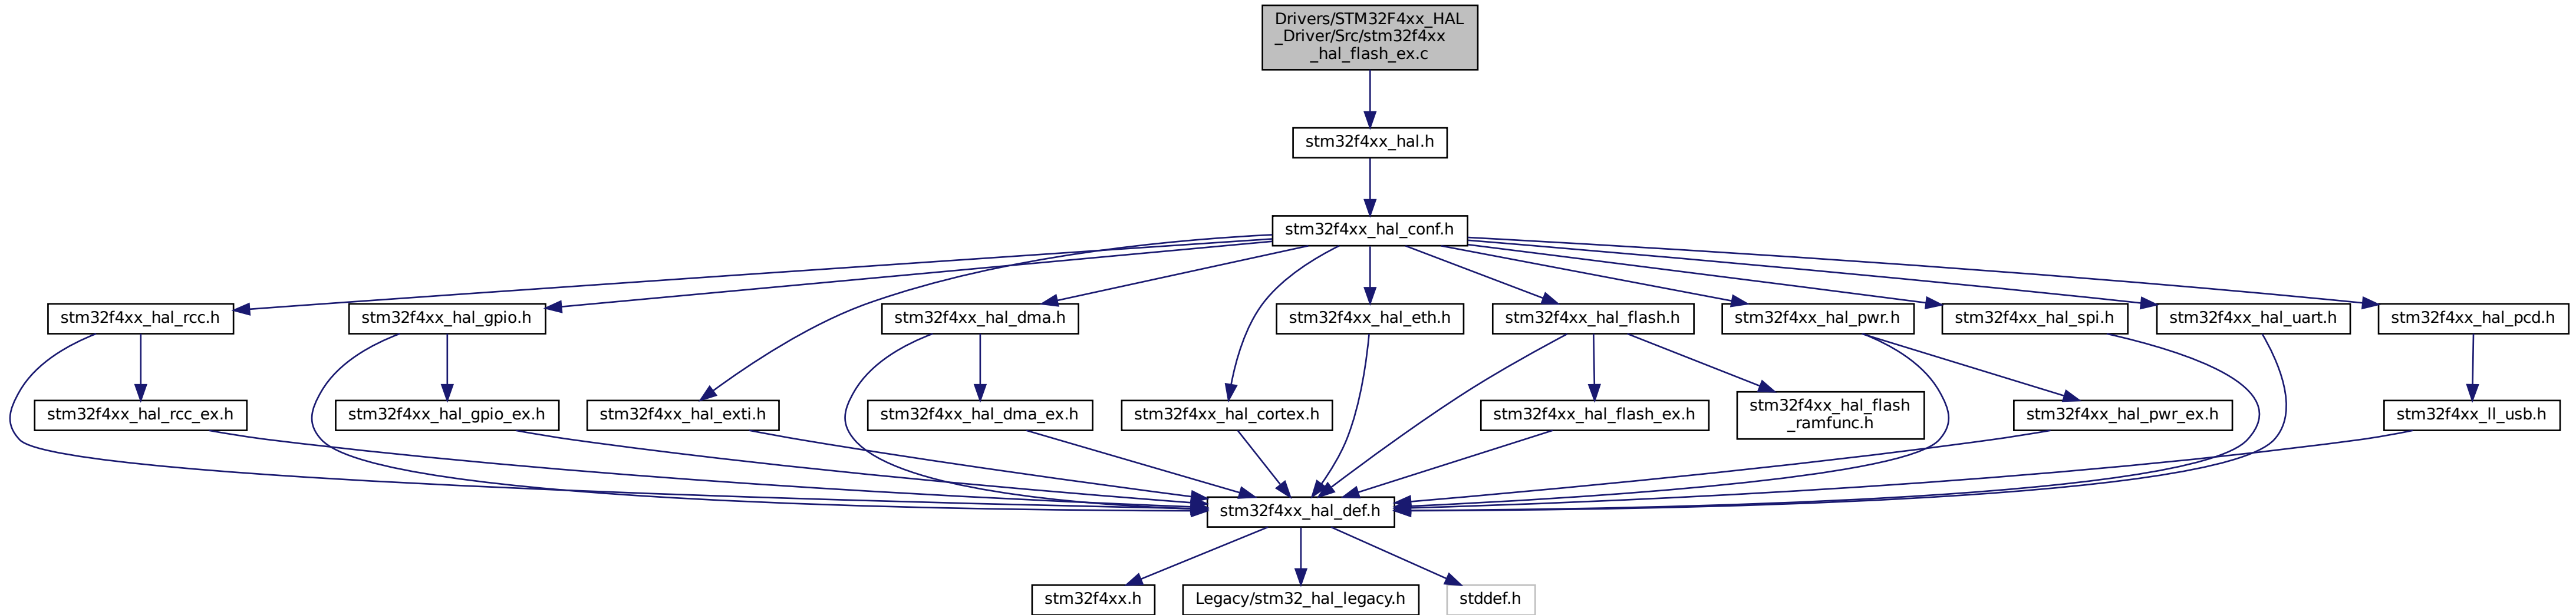 Drivers/STM32F4xx_HAL
_Driver/Src/stm32f4xx
_hal_flash_ex.c
stm32f4xx_hal.h
stm32f4xx_hal_conf.h
stm32f4xx_hal_rcc.h
stm32f4xx_hal_gpio.h
stm32f4xx_hal_dma.h
stm32f4xx_hal_eth.h
stm32f4xx_hal_flash.h
stm32f4xx_hal_pwr.h
stm32f4xx_hal_spi.h
stm32f4xx_hal_uart.h
stm32f4xx_hal_pcd.h
stm32f4xx_hal_rcc_ex.h
stm32f4xx_hal_gpio_ex.h
stm32f4xx_hal_exti.h
stm32f4xx_hal_dma_ex.h
stm32f4xx_hal_cortex.h
stm32f4xx_hal_flash_ex.h
stm32f4xx_hal_flash
_ramfunc.h
stm32f4xx_hal_pwr_ex.h
stm32f4xx_ll_usb.h
stm32f4xx_hal_def.h
stm32f4xx.h
Legacy/stm32_hal_legacy.h
stddef.h